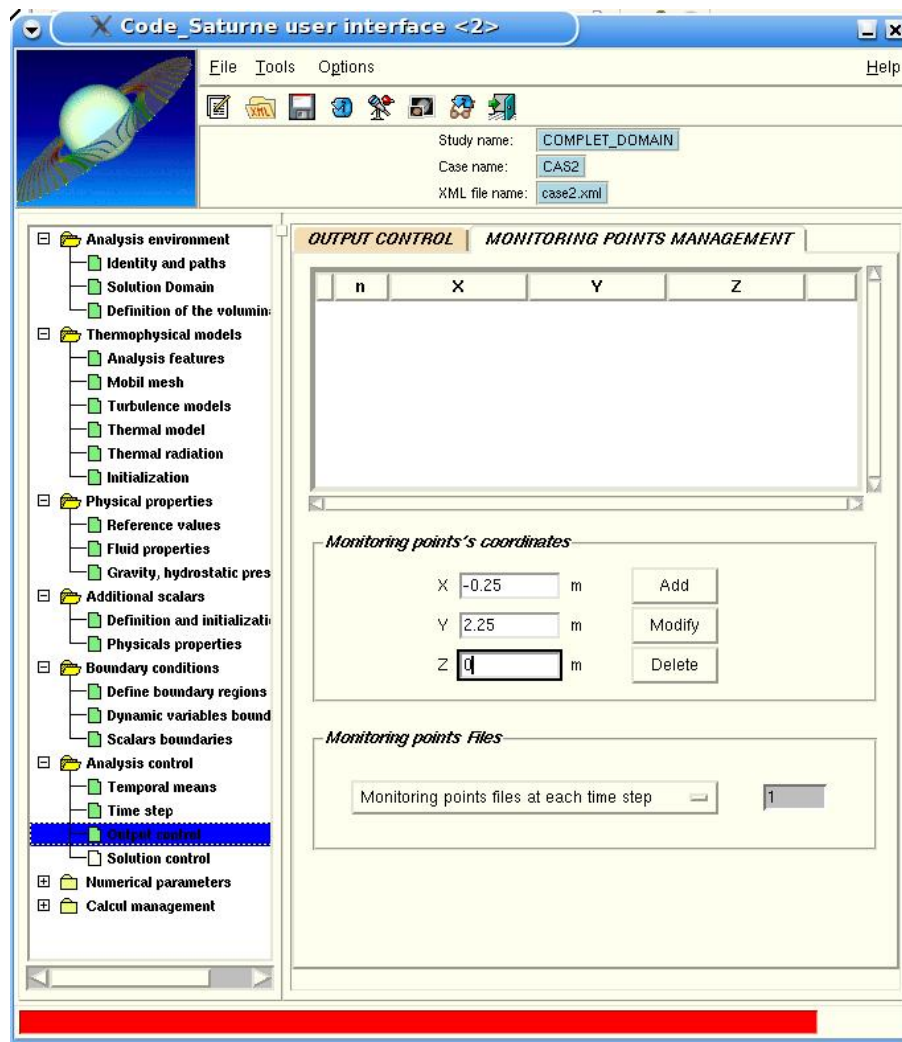 Code_Saturne user interface <2>
File Tools Options Help
XML
Study name: COMPLET_DOMAIN
Case name: CAS2
XML file name: case2.xml
Analysis environment
Identity and paths
Solution Domain
Definition of the volumin
Thermophysical models
Analysis features
Mobil mesh
Turbulence models
Thermal model
Thermal radiation
Initialization
Physical properties
Reference values
Fluid properties
Gravity, hydrostatic pres
Additional scalars
Definition and initializati
Physicals properties
Boundary conditions
Define boundary regions
Dynamic variables bound
Scalars boundaries
Analysis control
Temporal means
Time step
Output control
Solution control
Numerical parameters
Calcul management
OUTPUT CONTROL MONITORING POINTS MANAGEMENT
n X Y Z
Monitoring points's coordinates
X -0.25 m Add
Y 2.25 m Modify
Z 0 m Delete
Monitoring points Files
Monitoring points files at each time step 1